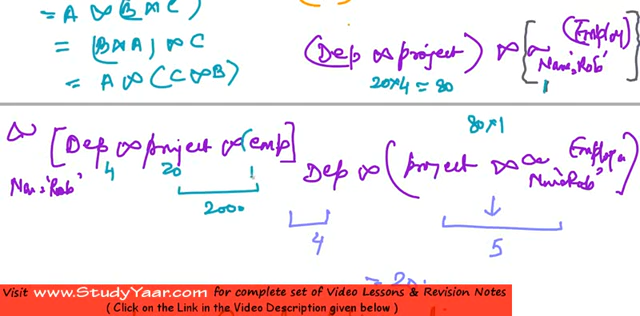 = A ⋈ (B ⋈ C)
= (B ⋈ A) ⋈ C
= A ⋈ (C ⋈ B)
(Dep ⋈ project) ⋈ [σ Name='Rob' (Employ)]
20×4 = 80 1
80×1
σ Name='Rob' [Dep ⋈ project ⋈ (emp]
4 20 1
2000
Dep ⋈ (project ⋈ σ Name='Rob' Employ)
4 5
Visit www.StudyYaar.com for complete set of Video Lessons & Revision Notes
( Click on the Link in the Video Description given below )